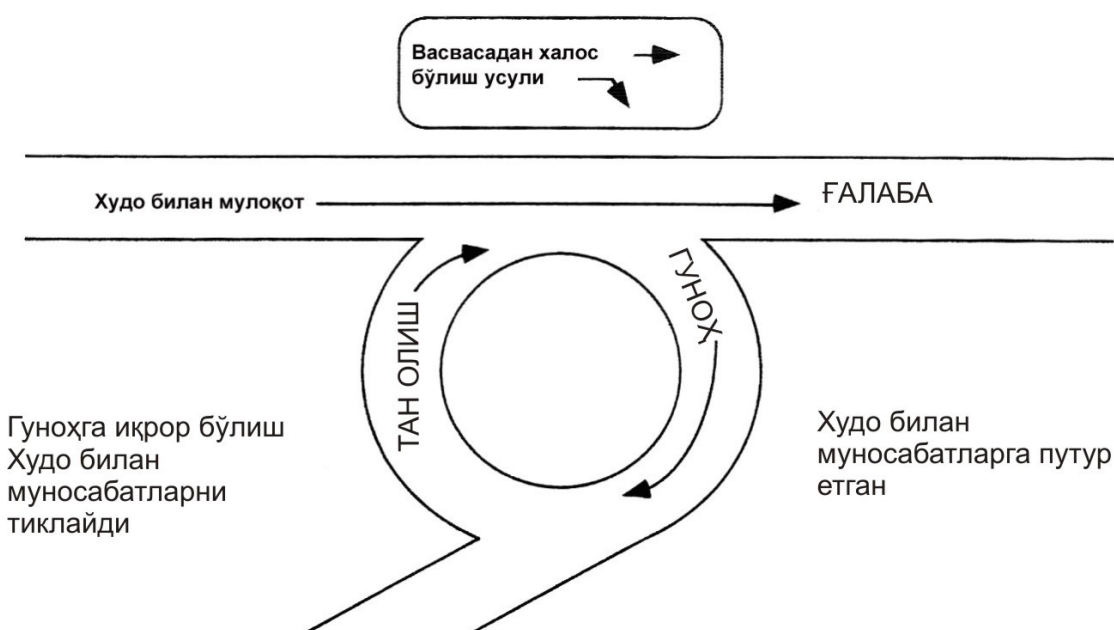 Васвасадан халос
бўлиш усули
Худо билан мулоқот
ҒАЛАБА
ТАН ОЛИШ
ГУНОҲ
Гуноҳга иқрор бўлиш
Худо билан
муносабатларни
тиклайди
Худо билан
муносабатларга путур
етган